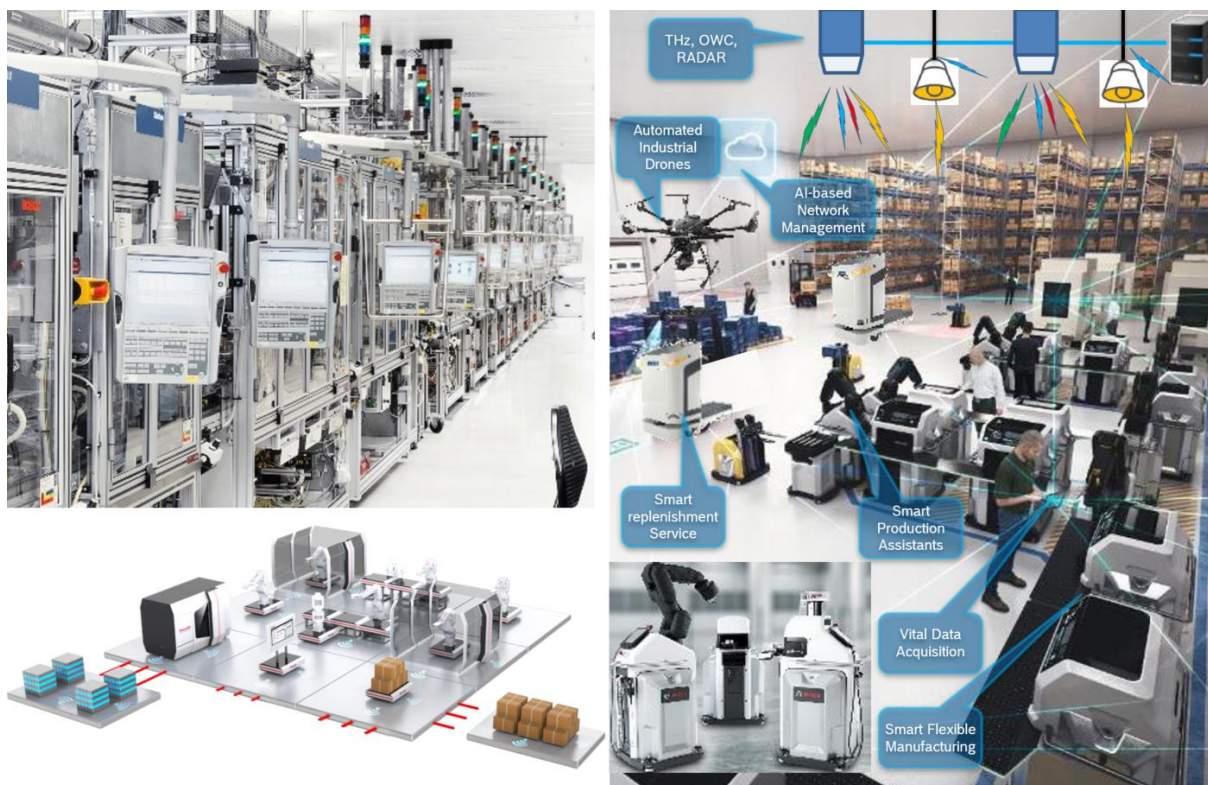 THz, OWC,
RADAR
Automated
Industrial
Drones
AI-based
Network
Management
Smart
replenishment
Service
Smart
Production
Assistants
Vital Data
Acquisition
Smart Flexible
Manufacturing